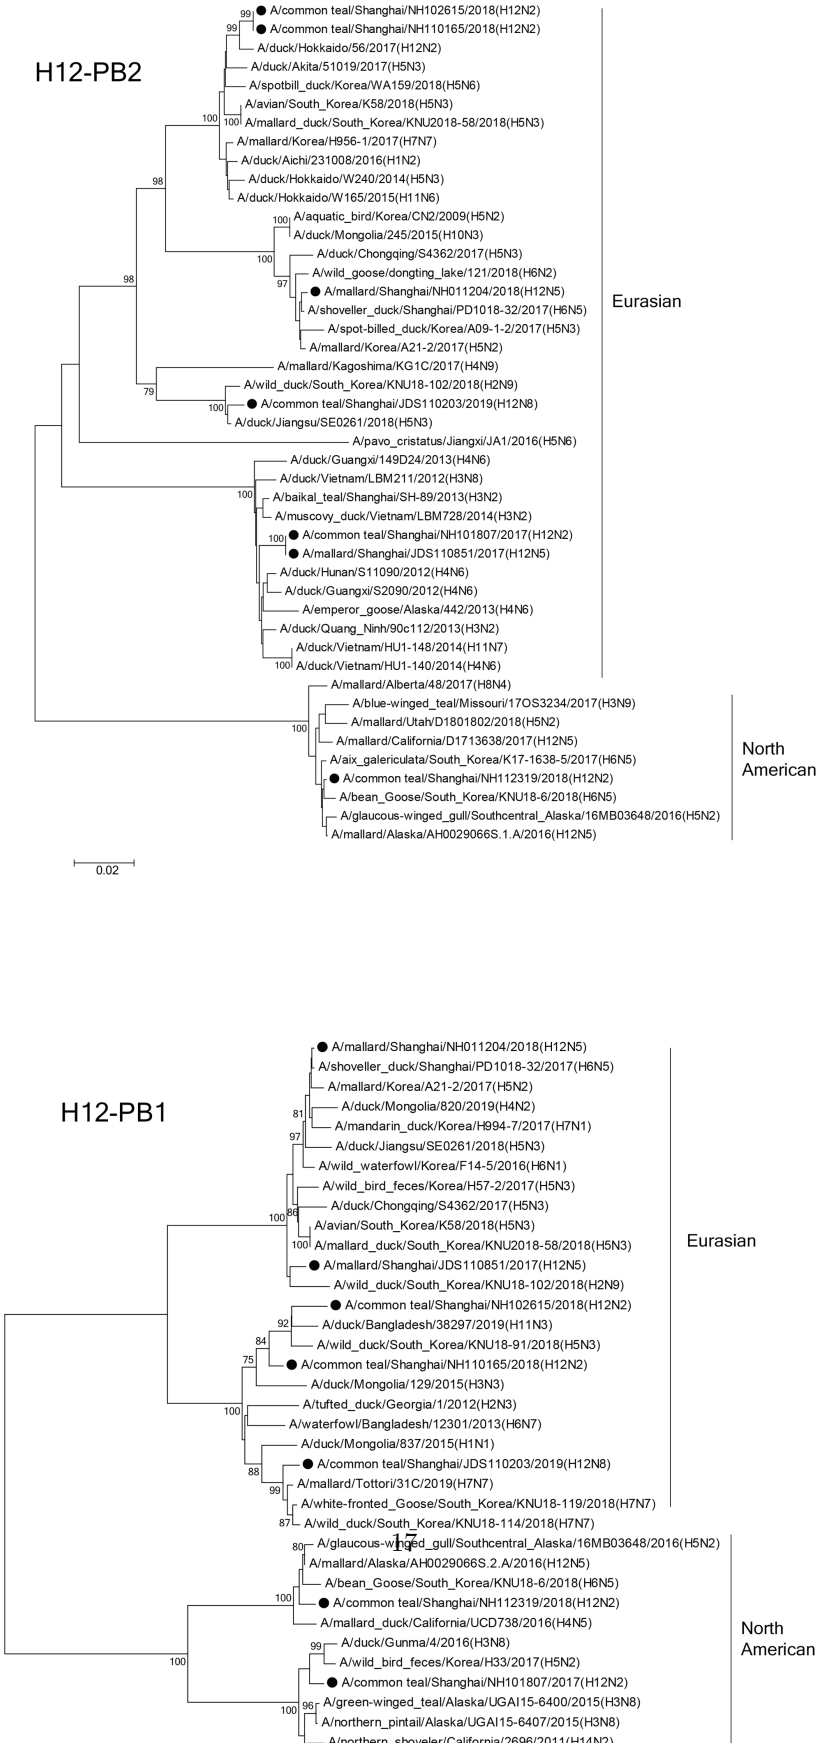 99
A/common teal/Shanghai/NH102615/2018(H12N2)
99
A/common teal/Shanghai/NH110165/2018(H12N2)
A/duck/Hokkaido/56/2017(H12N2)
H12-PB2
A/duck/Akita/51019/2017(H5N3)
A/spotbill_duck/Korea/WA159/2018(H5N6)
A/avian/South_Korea/K58/2018(H5N3)
100
100
A/mallard_duck/South_Korea/KNU2018-58/2018(H5N3)
A/mallard/Korea/H956-1/2017(H7N7)
A/duck/Aichi/231008/2016(H1N2)
98
A/duck/Hokkaido/W240/2014(H5N3)
A/duck/Hokkaido/W165/2015(H11N6)
100
A/aquatic_bird/Korea/CN2/2009(H5N2)
A/duck/Mongolia/245/2015(H10N3)
100
A/duck/Chongqing/S4362/2017(H5N3)
98
A/wild_goose/dongting_lake/121/2018(H6N2)
97
A/mallard/Shanghai/NH011204/2018(H12N5)
Eurasian
A/shoveller_duck/Shanghai/PD1018-32/2017(H6N5)
A/spot-billed_duck/Korea/A09-1-2/2017(H5N3)
A/mallard/Korea/A21-2/2017(H5N2)
A/mallard/Kagoshima/KG1C/2017(H4N9)
79
A/wild_duck/South_Korea/KNU18-102/2018(H2N9)
100
A/common teal/Shanghai/JDS110203/2019(H12N8)
A/duck/Jiangsu/SE0261/2018(H5N3)
A/pavo_cristatus/Jiangxi/JA1/2016(H5N6)
A/duck/Guangxi/149D24/2013(H4N6)
A/duck/Vietnam/LBM211/2012(H3N8)
100
A/baikal_teal/Shanghai/SH-89/2013(H3N2)
A/muscovy_duck/Vietnam/LBM728/2014(H3N2)
100
A/common teal/Shanghai/NH101807/2017(H12N2)
A/mallard/Shanghai/JDS110851/2017(H12N5)
A/duck/Hunan/S11090/2012(H4N6)
A/duck/Guangxi/S2090/2012(H4N6)
A/emperor_goose/Alaska/442/2013(H4N6)
A/duck/Quang_Ninh/90c112/2013(H3N2)
A/duck/Vietnam/HU1-148/2014(H11N7)
100
A/duck/Vietnam/HU1-140/2014(H4N6)
A/mallard/Alberta/48/2017(H8N4)
A/blue-winged_teal/Missouri/17OS3234/2017(H3N9)
100
A/mallard/Utah/D1801802/2018(H5N2)
A/mallard/California/D1713638/2017(H12N5)
A/aix_galericulata/South_Korea/K17-1638-5/2017(H6N5)
North
American
A/common teal/Shanghai/NH112319/2018(H12N2)
A/bean_Goose/South_Korea/KNU18-6/2018(H6N5)
A/glaucous-winged_gull/Southcentral_Alaska/16MB03648/2016(H5N2)
A/mallard/Alaska/AH0029066S.1.A/2016(H12N5)
0.02
A/mallard/Shanghai/NH011204/2018(H12N5)
A/shoveller_duck/Shanghai/PD1018-32/2017(H6N5)
A/mallard/Korea/A21-2/2017(H5N2)
H12-PB1
81
A/duck/Mongolia/820/2019(H4N2)
A/mandarin_duck/Korea/H994-7/2017(H7N1)
97
A/duck/Jiangsu/SE0261/2018(H5N3)
A/wild_waterfowl/Korea/F14-5/2016(H6N1)
A/wild_bird_feces/Korea/H57-2/2017(H5N3)
100
86
A/duck/Chongqing/S4362/2017(H5N3)
A/avian/South_Korea/K58/2018(H5N3)
Eurasian
100
A/mallard_duck/South_Korea/KNU2018-58/2018(H5N3)
A/mallard/Shanghai/JDS110851/2017(H12N5)
A/wild_duck/South_Korea/KNU18-102/2018(H2N9)
A/common teal/Shanghai/NH102615/2018(H12N2)
92
A/duck/Bangladesh/38297/2019(H11N3)
84
A/wild_duck/South_Korea/KNU18-91/2018(H5N3)
75
A/common teal/Shanghai/NH110165/2018(H12N2)
A/duck/Mongolia/129/2015(H3N3)
100
A/tufted_duck/Georgia/1/2012(H2N3)
A/waterfowl/Bangladesh/12301/2013(H6N7)
A/duck/Mongolia/837/2015(H1N1)
88
A/common teal/Shanghai/JDS110203/2019(H12N8)
99
A/mallard/Tottori/31C/2019(H7N7)
A/white-fronted_Goose/South_Korea/KNU18-119/2018(H7N7)
87
A/wild_duck/South_Korea/KNU18-114/2018(H7N7)
17
80
A/glaucous-winged_gull/Southcentral_Alaska/16MB03648/2016(H5N2)
A/mallard/Alaska/AH0029066S.2.A/2016(H12N5)
A/bean_Goose/South_Korea/KNU18-6/2018(H6N5)
100
A/common teal/Shanghai/NH112319/2018(H12N2)
A/mallard_duck/California/UCD738/2016(H4N5)
North
American
99
A/duck/Gunma/4/2016(H3N8)
100
A/wild_bird_feces/Korea/H33/2017(H5N2)
A/common teal/Shanghai/NH101807/2017(H12N2)
100
96
A/green-winged_teal/Alaska/UGAI15-6400/2015(H3N8)
A/northern_pintail/Alaska/UGAI15-6407/2015(H3N8)
A/northern_shoveler/California/2696/2011(H14N2)